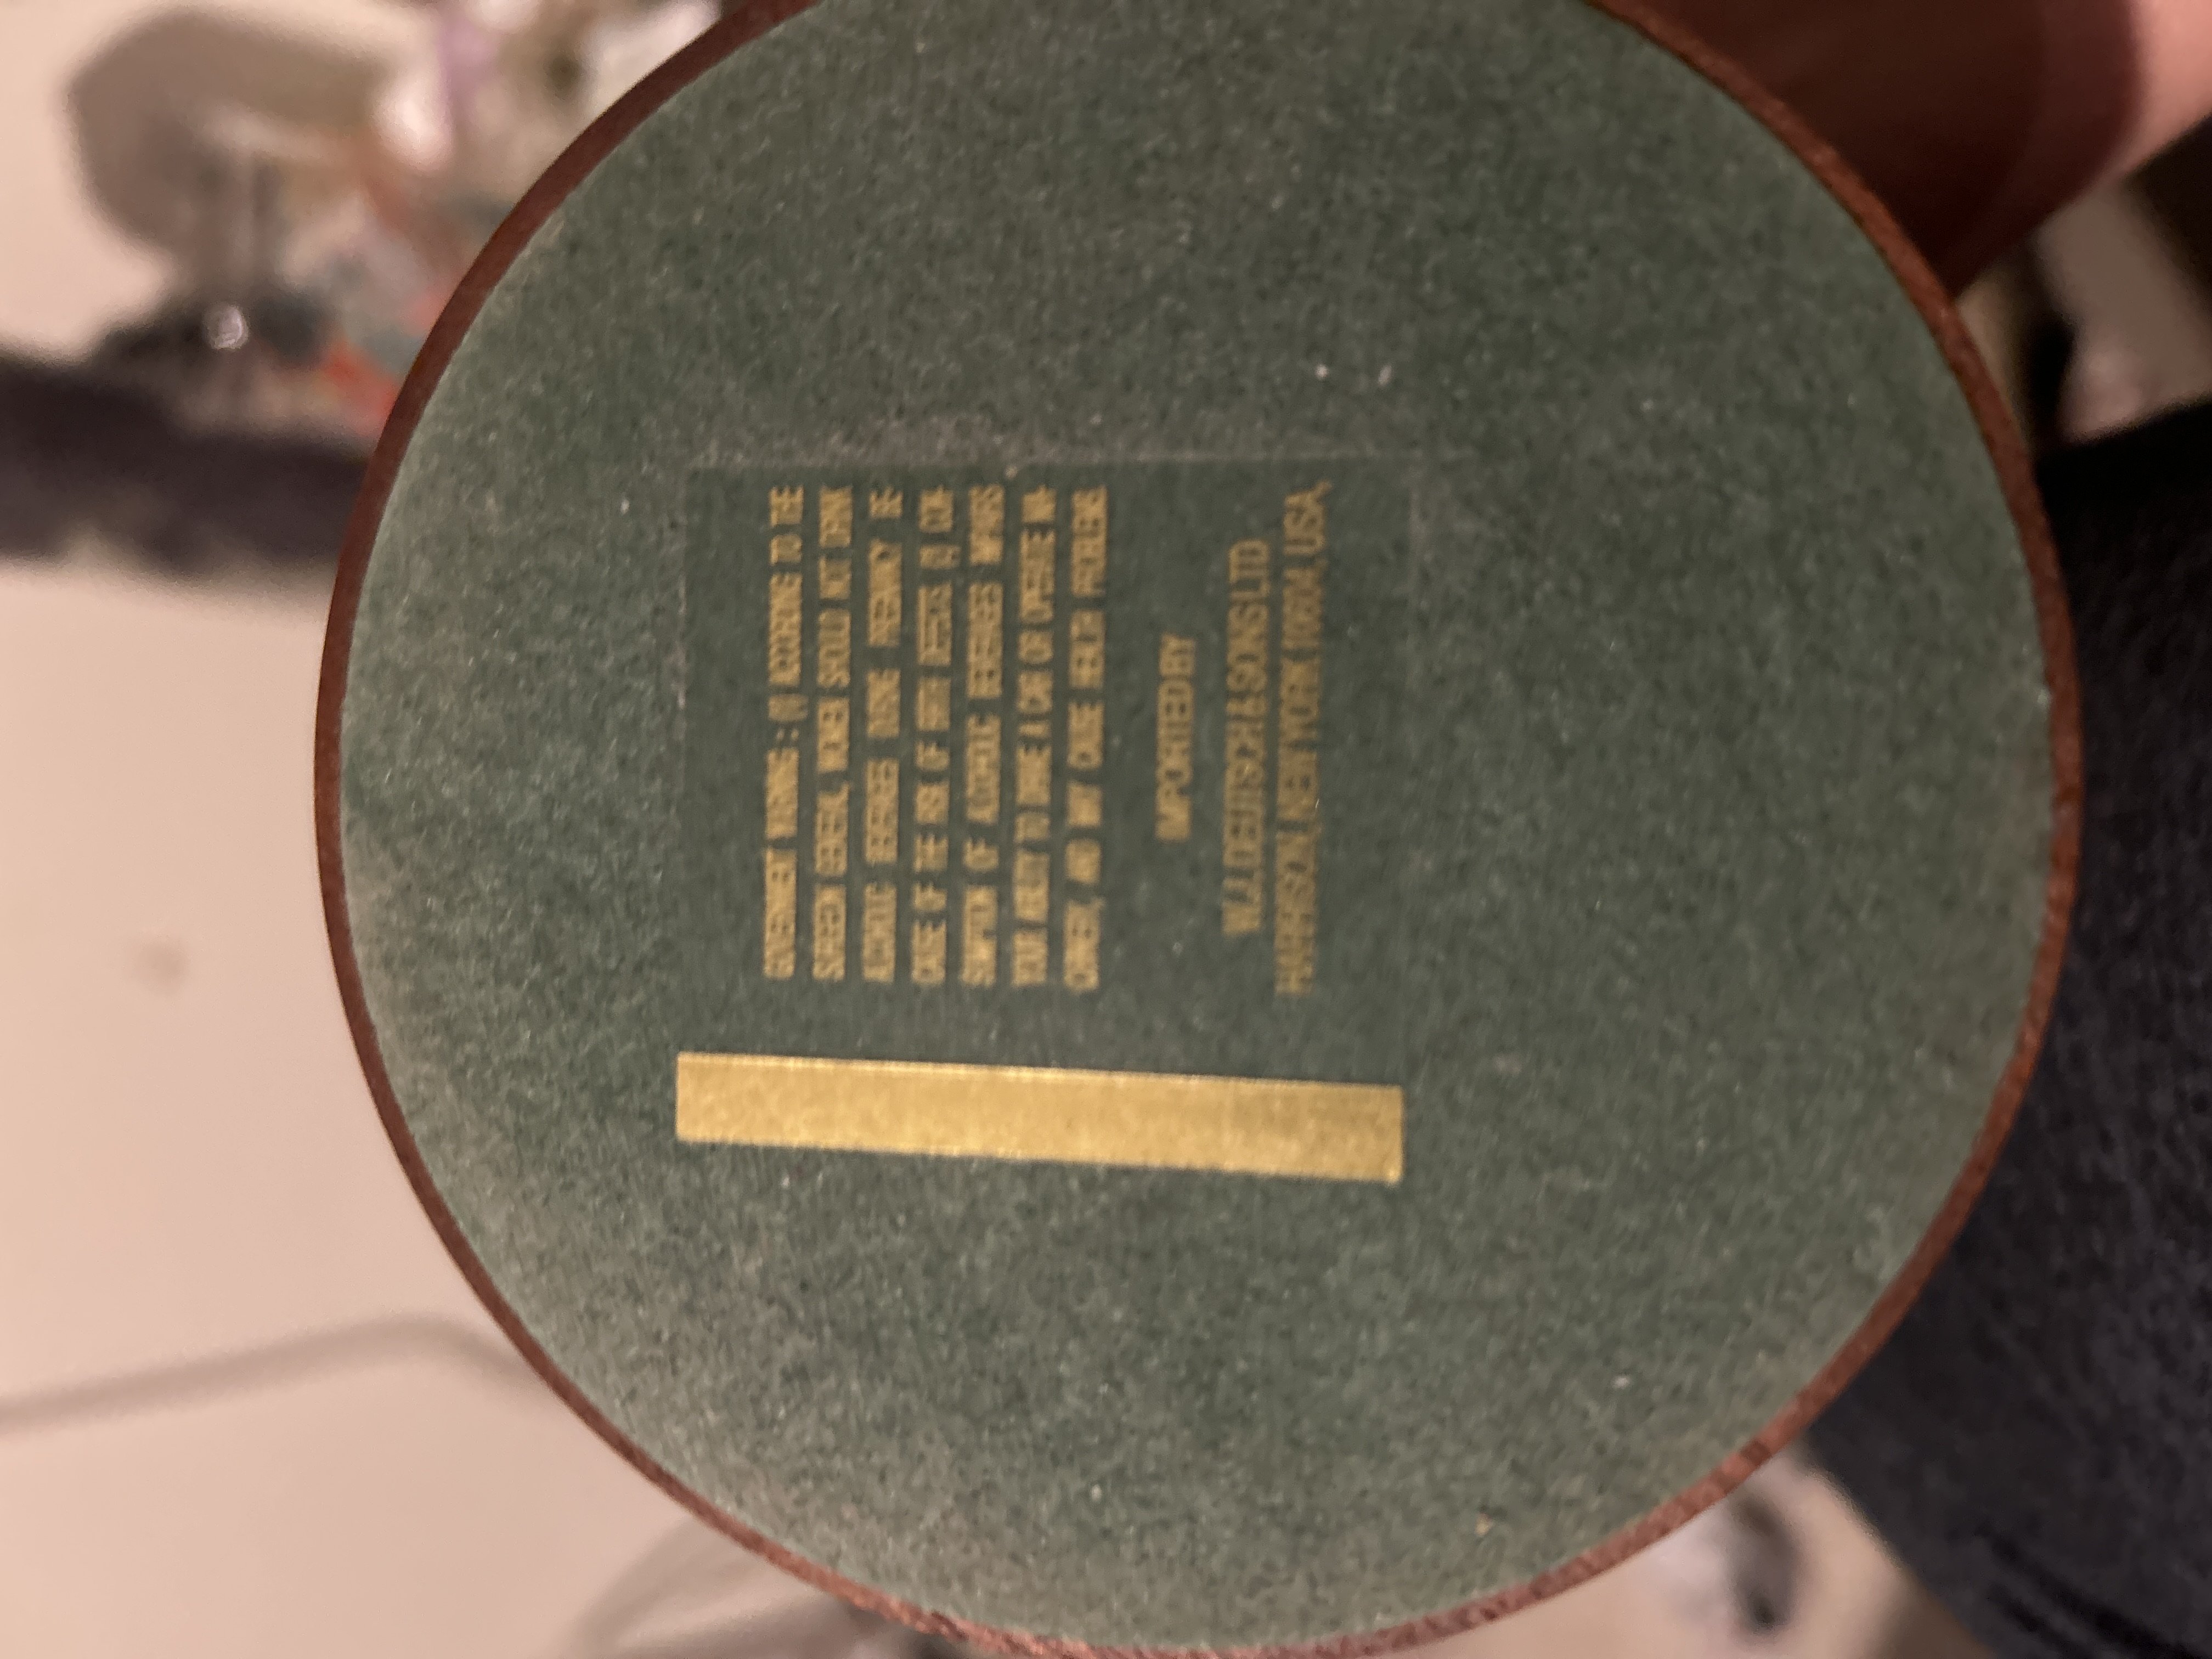 GOVERNMENT WARNING : (1) ACCORDING TO THE
SURGEON GENERAL, WOMEN SHOULD NOT DRINK
ALCOHOLIC BEVERAGES DURING PREGNANCY BE-
CAUSE OF THE RISK OF BIRTH DEFECTS (2) CON-
SUMPTION OF ALCOHOLIC BEVERAGES IMPAIRS
YOUR ABILITY TO DRIVE A CAR OR OPERATE MA-
CHINERY, AND MAY CAUSE HEALTH PROBLEMS.
IMPORTED BY
W.J. DEUTSCH & SONS LTD
HARRISON, NEW YORK 10604, USA,